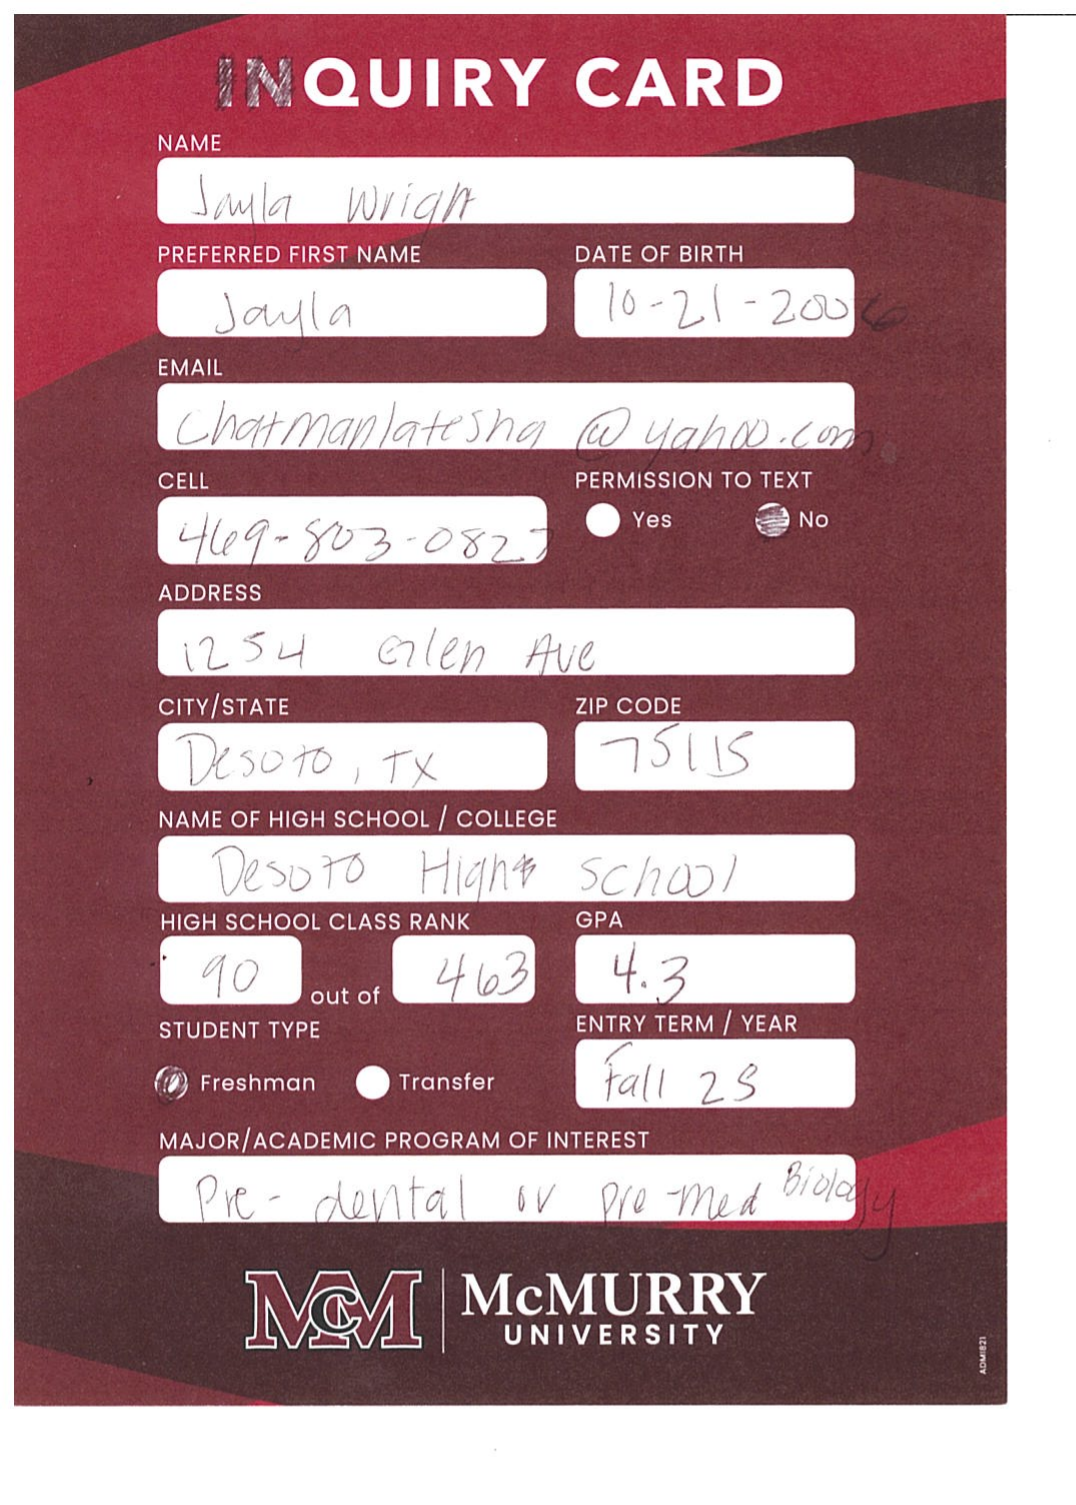 INQUIRY CARD
NAME
Jayla Wright
PREFERRED FIRST NAME DATE OF BIRTH
Jayla 10-21-2006
EMAIL
Chatmanlatesha@yahoo.com
CELL PERMISSION TO TEXT
469-803-0827 Yes No
ADDRESS
1254 Glen Ave
CITY/STATE ZIP CODE
Desoto, TX 75115
NAME OF HIGH SCHOOL / COLLEGE
Desoto High School
HIGH SCHOOL CLASS RANK GPA
90 out of 463 4.3
STUDENT TYPE ENTRY TERM / YEAR
Freshman Transfer Fall 25
MAJOR/ACADEMIC PROGRAM OF INTEREST
Pre-dental or pre-med Biology
McM McMURRY
UNIVERSITY
ADM1821